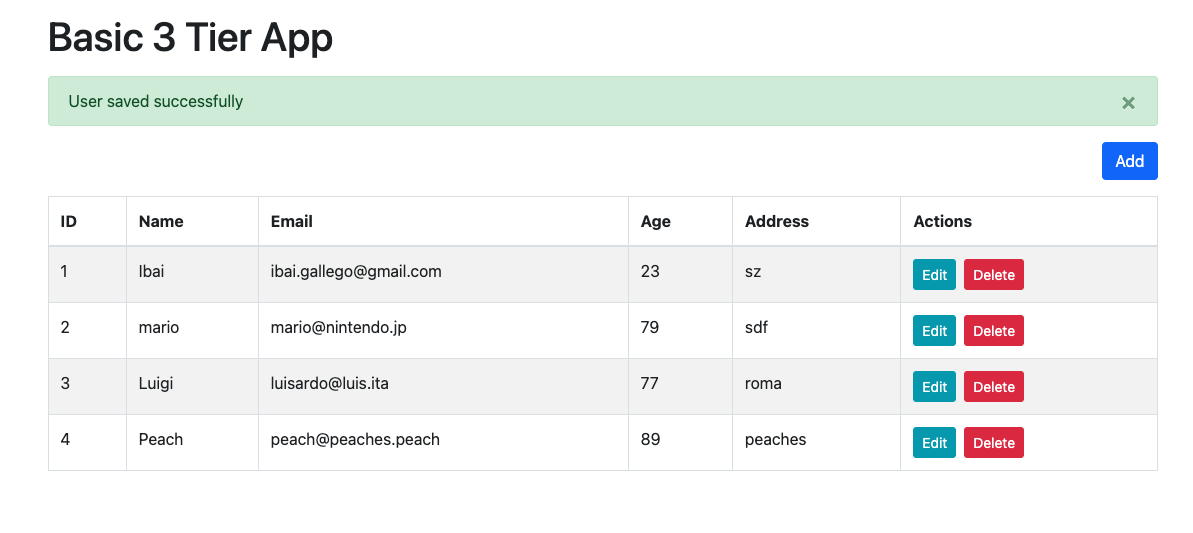 Basic 3 Tier App
User saved successfully ×
Add
ID Name Email Age Address Actions
1 Ibai ibai.gallego@gmail.com 23 sz Edit Delete
2 mario mario@nintendo.jp 79 sdf Edit Delete
3 Luigi luisardo@luis.ita 77 roma Edit Delete
4 Peach peach@peaches.peach 89 peaches Edit Delete